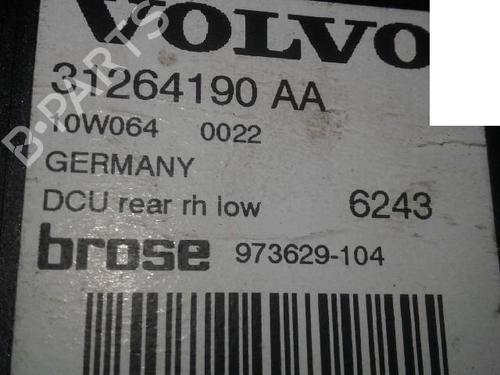 VOLVO
31264190 AA
10W064 0022
GERMANY
DCU rear rh low 6243
brose 973629-104
B-PARTS